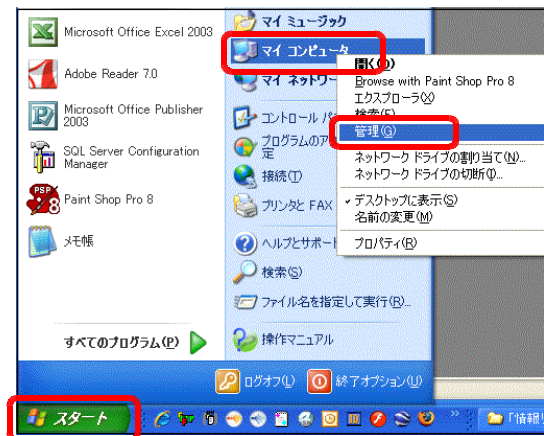 Microsoft Office Excel 2003
Adobe Reader 7.0
Microsoft Office Publisher
2003
SQL Server Configuration
Manager
PSP
8
Paint Shop Pro 8
メモ帳
すべてのプログラム(P)
マイ ミュージック
マイ コンピュータ
マイ ネットワー
コントロール パ
プログラムのア
定
接続(T)
プリンタと FAX
ヘルプとサポート
検索(S)
ファイル名を指定して実行(R)...
操作マニュアル
開く(O)
Browse with Paint Shop Pro 8
エクスプローラ(X)
検索(E)
管理(G)
ネットワーク ドライブの割り当て(N)...
ネットワーク ドライブの切断(I)...
デスクトップに表示(S)
名前の変更(M)
プロパティ(R)
ログオフ(L)
終了オプション(U)
スタート
「情報